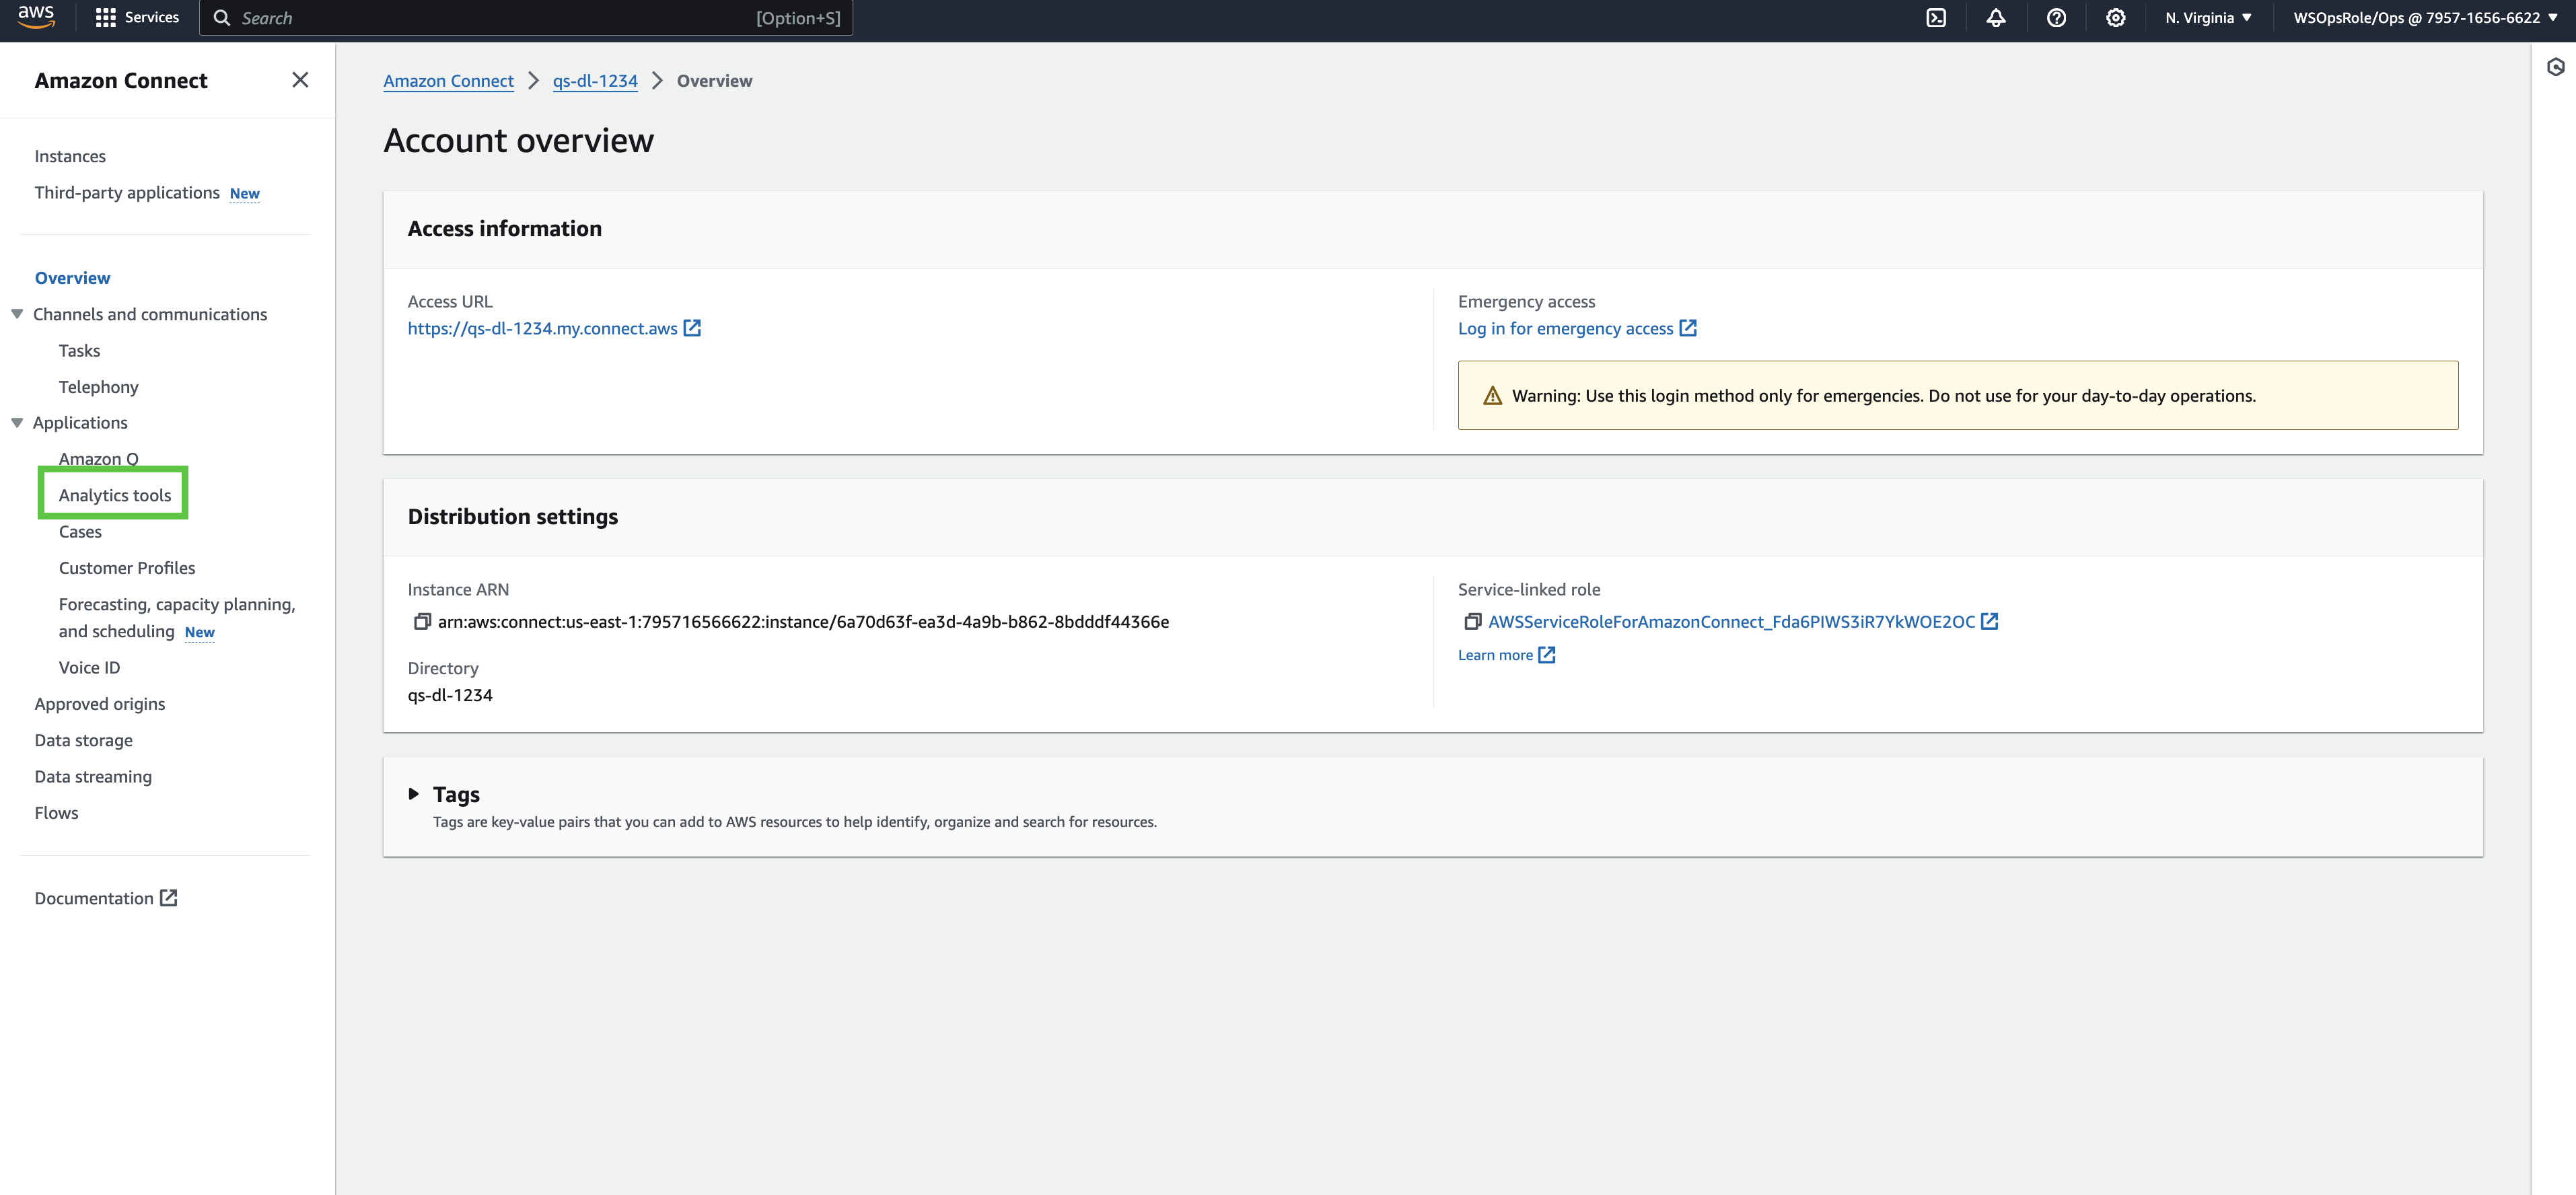 aws
Services
Search
[Option+S]
N. Virginia
WSOpsRole/Ops @ 7957-1656-6622
Amazon Connect
Instances
Third-party applications New
Overview
Channels and communications
Tasks
Telephony
Applications
Amazon Q
Analytics tools
Cases
Customer Profiles
Forecasting, capacity planning,
and scheduling New
Voice ID
Approved origins
Data storage
Data streaming
Flows
Documentation
Amazon Connect
qs-dl-1234
Overview
Account overview
Access information
Access URL
https://qs-dl-1234.my.connect.aws
Emergency access
Log in for emergency access
Warning: Use this login method only for emergencies. Do not use for your day-to-day operations.
Distribution settings
Instance ARN
arn:aws:connect:us-east-1:795716566622:instance/6a70d63f-ea3d-4a9b-b862-8bdddf44366e
Directory
qs-dl-1234
Service-linked role
AWSServiceRoleForAmazonConnect_Fda6PIWS3iR7YkWOE2OC
Learn more
Tags
Tags are key-value pairs that you can add to AWS resources to help identify, organize and search for resources.